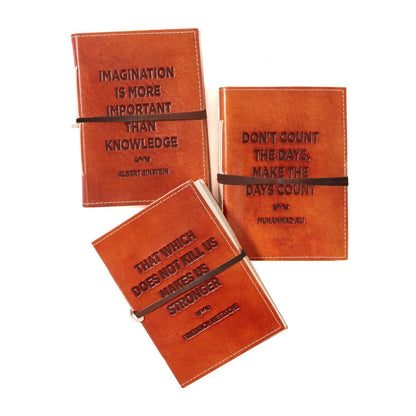 IMAGINATION
IS MORE
IMPORTANT
THAN
KNOWLEDGE
ALBERT EINSTEIN
DON'T COUNT
THE DAYS,
MAKE THE
DAYS COUNT
MUHAMMAD ALI
THAT WHICH
DOES NOT KILL US
MAKES US
STRONGER
FRIEDRICH NIETZSCHE